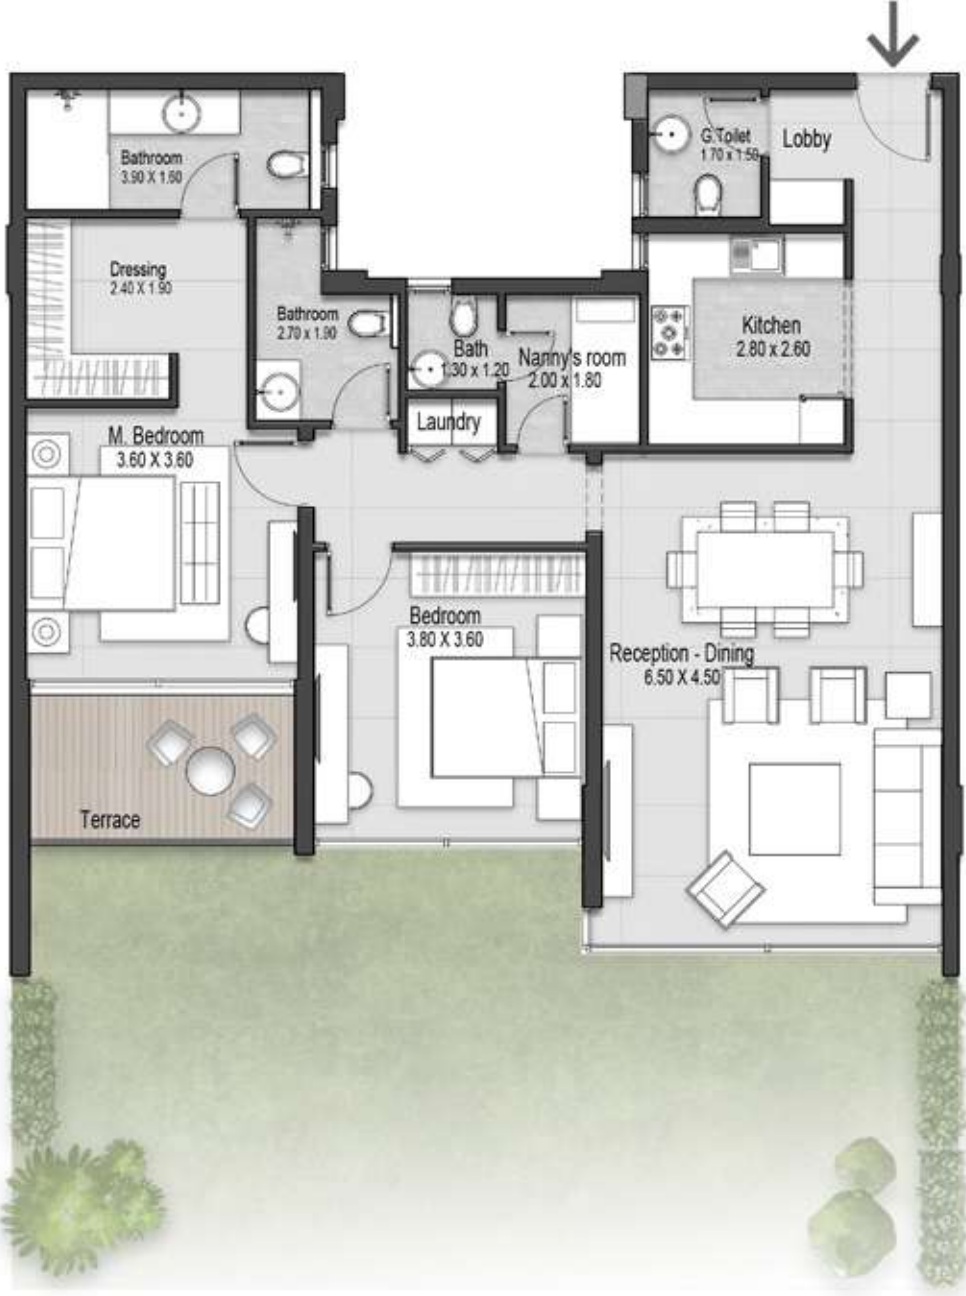 G.Toilet
1.70 x 1.50
Lobby
Bathroom
3.90 X 1.60
Dressing
2.40 X 1.90
Bathroom
2.70 x 1.90
Bath
1.30 x 1.20
Nanny's room
2.00 x 1.80
Kitchen
2.80 x 2.60
Laundry
M. Bedroom
3.60 X 3.60
Bedroom
3.80 X 3.60
Reception - Dining
6.50 X 4.50
Terrace